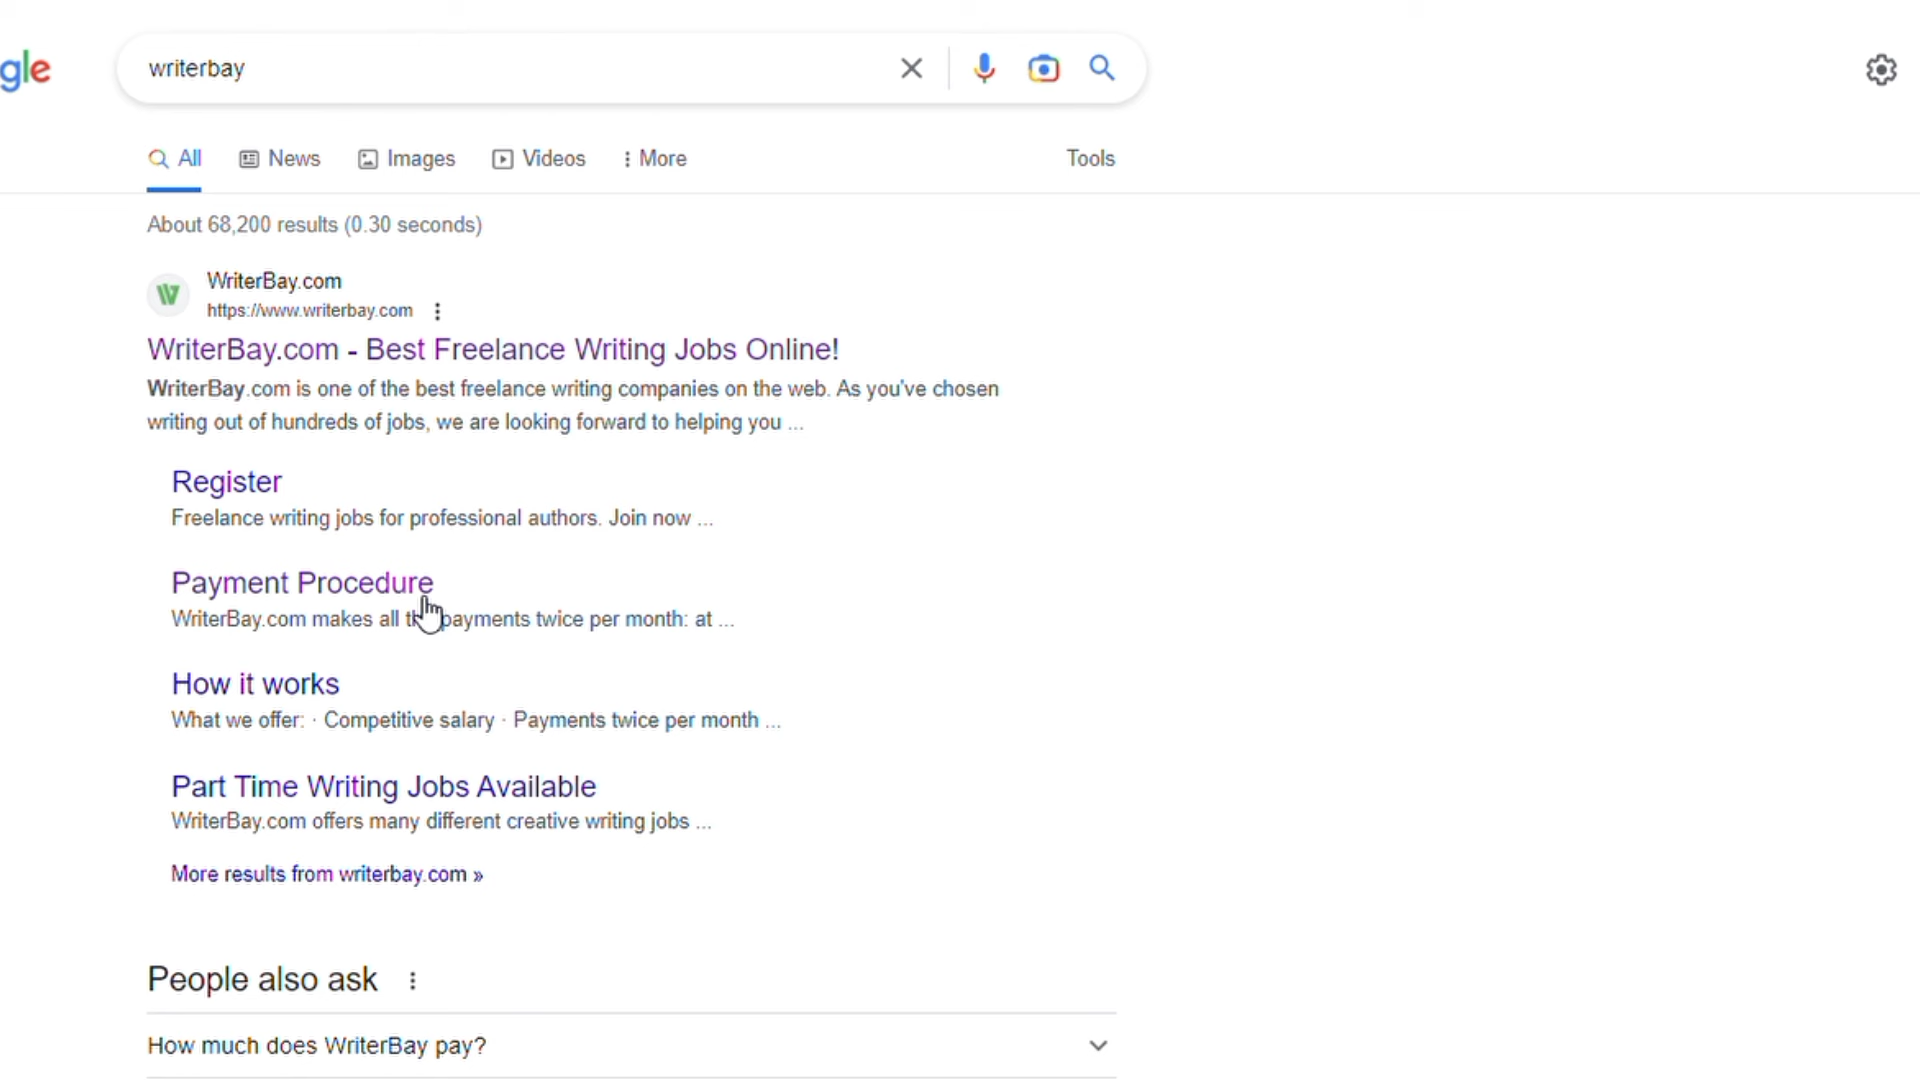 gle
writerbay
All
News
Images
Videos
More
Tools
About 68,200 results (0.30 seconds)
WriterBay.com
https://www.writerbay.com
WriterBay.com - Best Freelance Writing Jobs Online!
WriterBay.com is one of the best freelance writing companies on the web. As you've chosen
writing out of hundreds of jobs, we are looking forward to helping you ...
Register
Freelance writing jobs for professional authors. Join now ...
Payment Procedure
WriterBay.com makes all payments twice per month: at ...
How it works
What we offer: · Competitive salary · Payments twice per month ...
Part Time Writing Jobs Available
WriterBay.com offers many different creative writing jobs ...
More results from writerbay.com »
People also ask
How much does WriterBay pay?